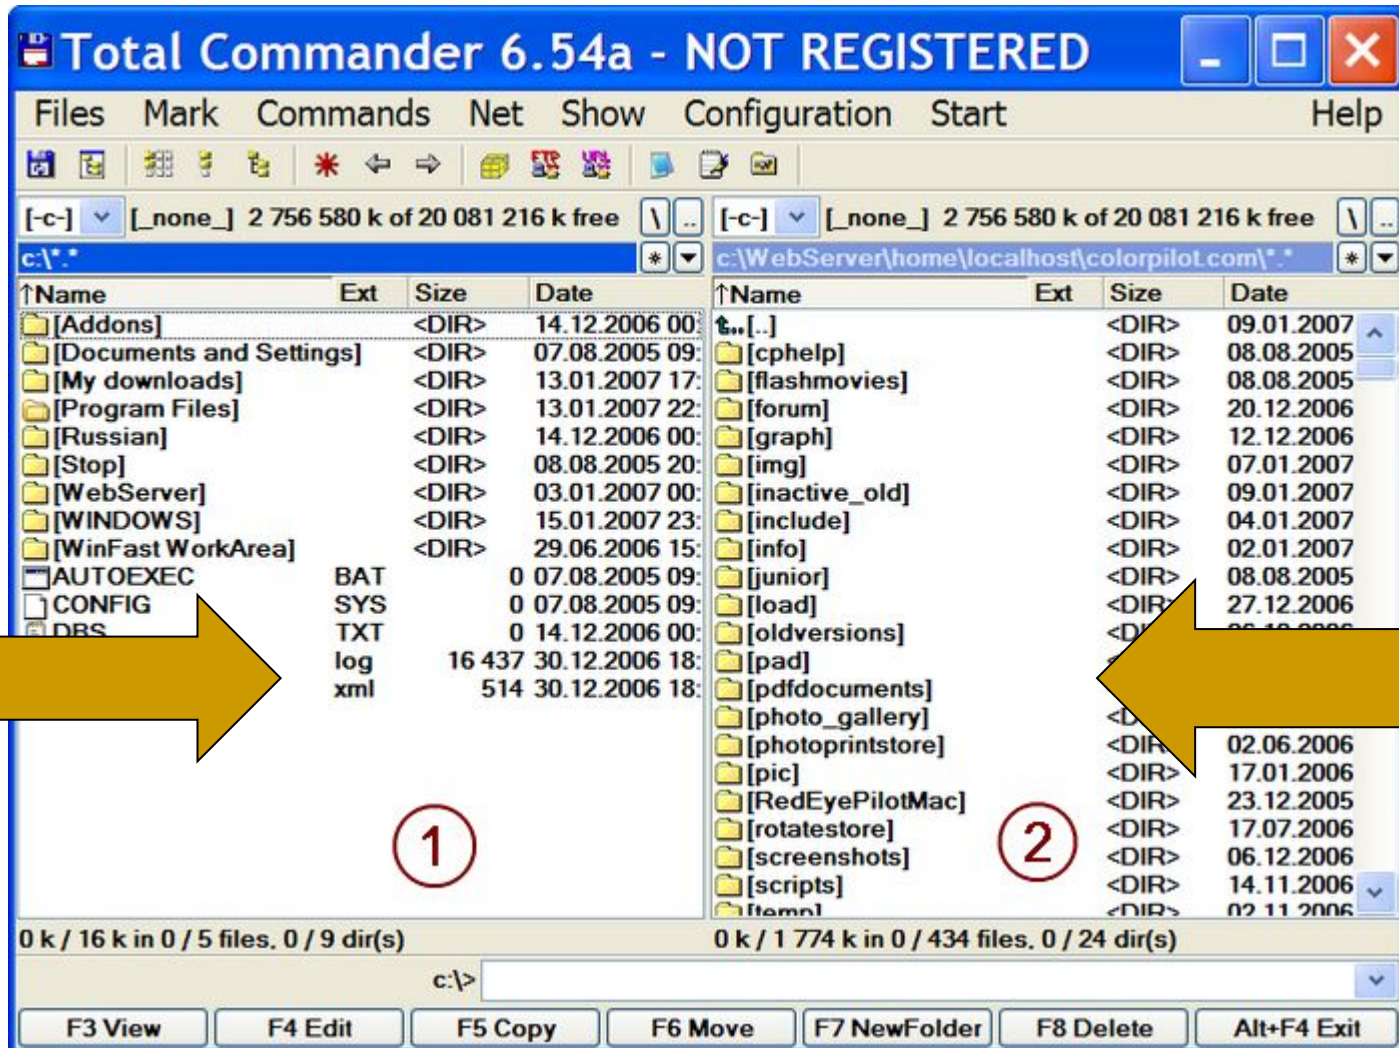 Total Commander 6.54a - NOT REGISTERED
Files Mark Commands Net Show Configuration Start Help
[-c-] [_none_] 2 756 580 k of 20 081 216 k free \ .. [-c-] [_none_] 2 756 580 k of 20 081 216 k free \ ..
c:\*.* * c:\WebServer\home\localhost\colorpilot.com\*.* *
↑Name Ext Size Date ↑Name Ext Size Date
[Addons] <DIR> 14.12.2006 00: [..] <DIR> 09.01.2007
[Documents and Settings] <DIR> 07.08.2005 09: [cphelp] <DIR> 08.08.2005
[My downloads] <DIR> 13.01.2007 17: [flashmovies] <DIR> 08.08.2005
[Program Files] <DIR> 13.01.2007 22: [forum] <DIR> 20.12.2006
[Russian] <DIR> 14.12.2006 00: [graph] <DIR> 12.12.2006
[Stop] <DIR> 08.08.2005 20: [img] <DIR> 07.01.2007
[WebServer] <DIR> 03.01.2007 00: [inactive_old] <DIR> 09.01.2007
[WINDOWS] <DIR> 15.01.2007 23: [include] <DIR> 04.01.2007
[WinFast WorkArea] <DIR> 29.06.2006 15: [info] <DIR> 02.01.2007
AUTOEXEC BAT 0 07.08.2005 09: [junior] <DIR> 08.08.2005
CONFIG SYS 0 07.08.2005 09: [load] <DIR> 27.12.2006
DBS TXT 0 14.12.2006 00: [oldversions]
log 16 437 30.12.2006 18: [pad]
xml 514 30.12.2006 18: [pdfdocuments]
[photo_gallery]
[photoprintstore] <DIR> 02.06.2006
[pic] <DIR> 17.01.2006
[RedEyePilotMac] <DIR> 23.12.2005
[rotatestore] <DIR> 17.07.2006
[screenshots] <DIR> 06.12.2006
[scripts] <DIR> 14.11.2006
[temp] <DIR> 02.11.2006
1 2
0 k / 16 k in 0 / 5 files, 0 / 9 dir(s) 0 k / 1 774 k in 0 / 434 files, 0 / 24 dir(s)
c:\>
F3 View F4 Edit F5 Copy F6 Move F7 NewFolder F8 Delete Alt+F4 Exit